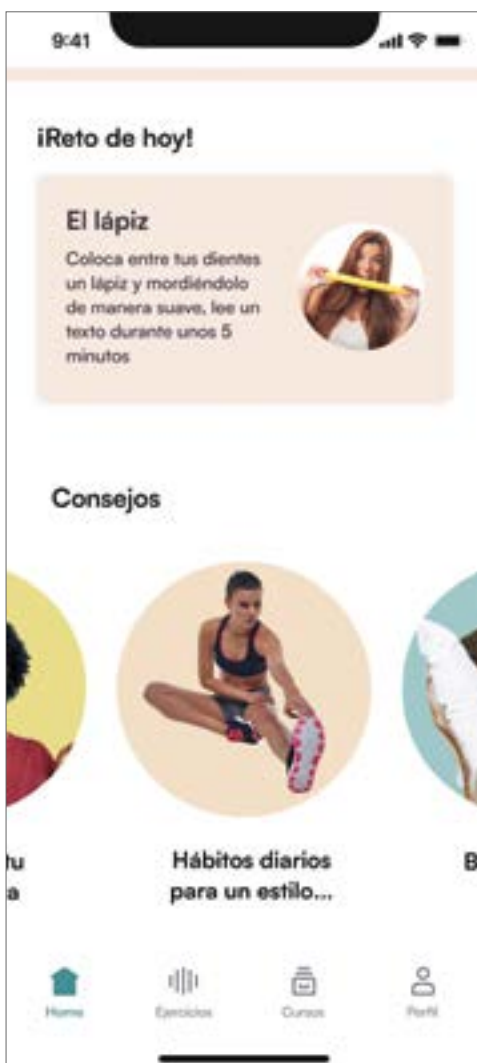 9:41
¡Reto de hoy!
El lápiz
Coloca entre tus dientes
un lápiz y mordiéndolo
de manera suave, lee un
texto durante unos 5
minutos
Consejos
tu
a
Hábitos diarios
para un estilo...
B
Home
Ejercicios
Cursos
Perfil